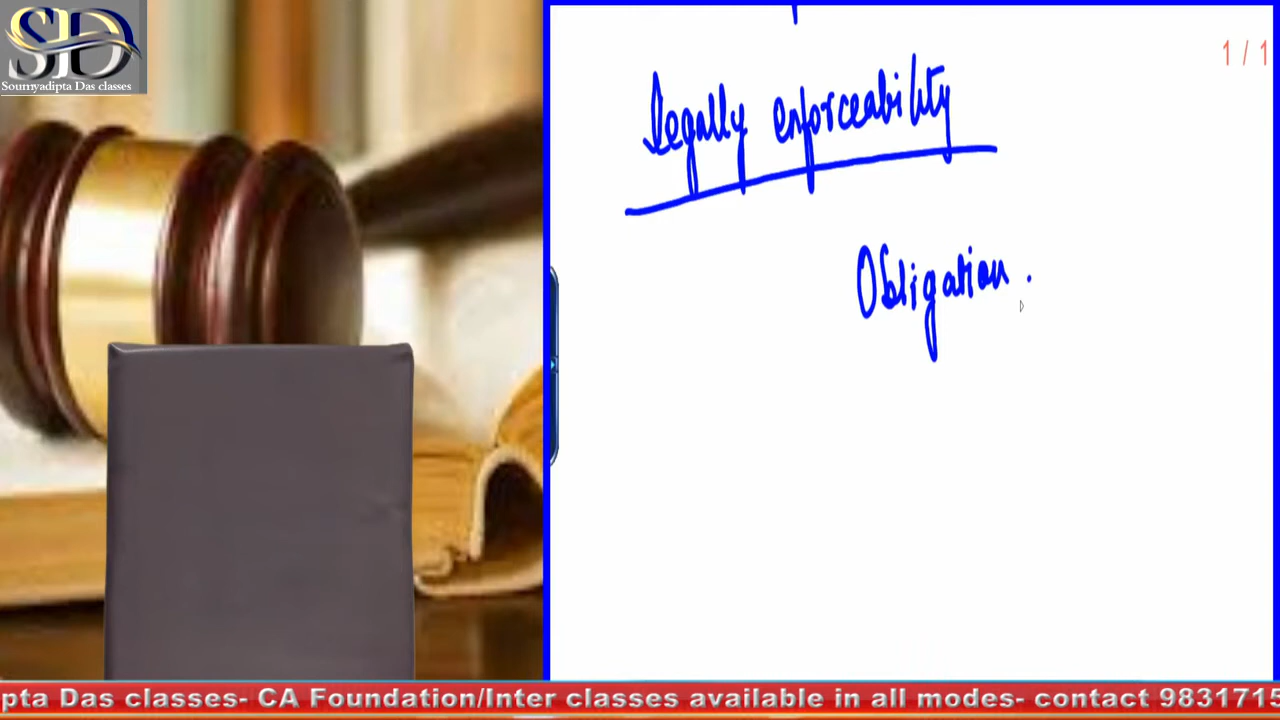 SD
Soumyadipta Das classes
1 / 1
legally enforceability
Obligation .
pta Das classes- CA Foundation/Inter classes available in all modes- contact 9831715